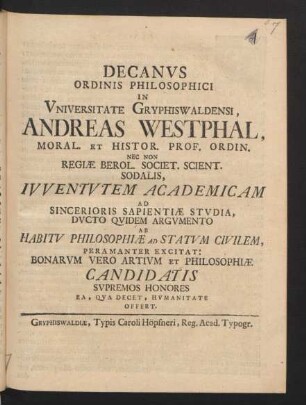 DECANVS
ORDINIS PHILOSOPHICI
IN
VNIVERSITATE GRYPHISWALDENSI,
ANDREAS WESTPHAL,
MORAL. ET HISTOR. PROF. ORDIN.
NEC NON
REGIÆ BEROL. SOCIET. SCIENT.
SODALIS,
IVVENTVTEM ACADEMICAM
AD
SINCERIORIS SAPIENTIÆ STVDIA,
DVCTO QVIDEM ARGVMENTO
AB
HABITV PHILOSOPHIÆ AD STATVM CIVILEM,
PERAMANTER EXCITAT;
BONARVM VERO ARTIVM ET PHILOSOPHIÆ
CANDIDATIS
SVPREMOS HONORES
EA, QVA DECET, HVMANITATE
OFFERT.
GRYPHISWALDIÆ, Typis Caroli Höpfneri, Reg. Acad. Typogr.